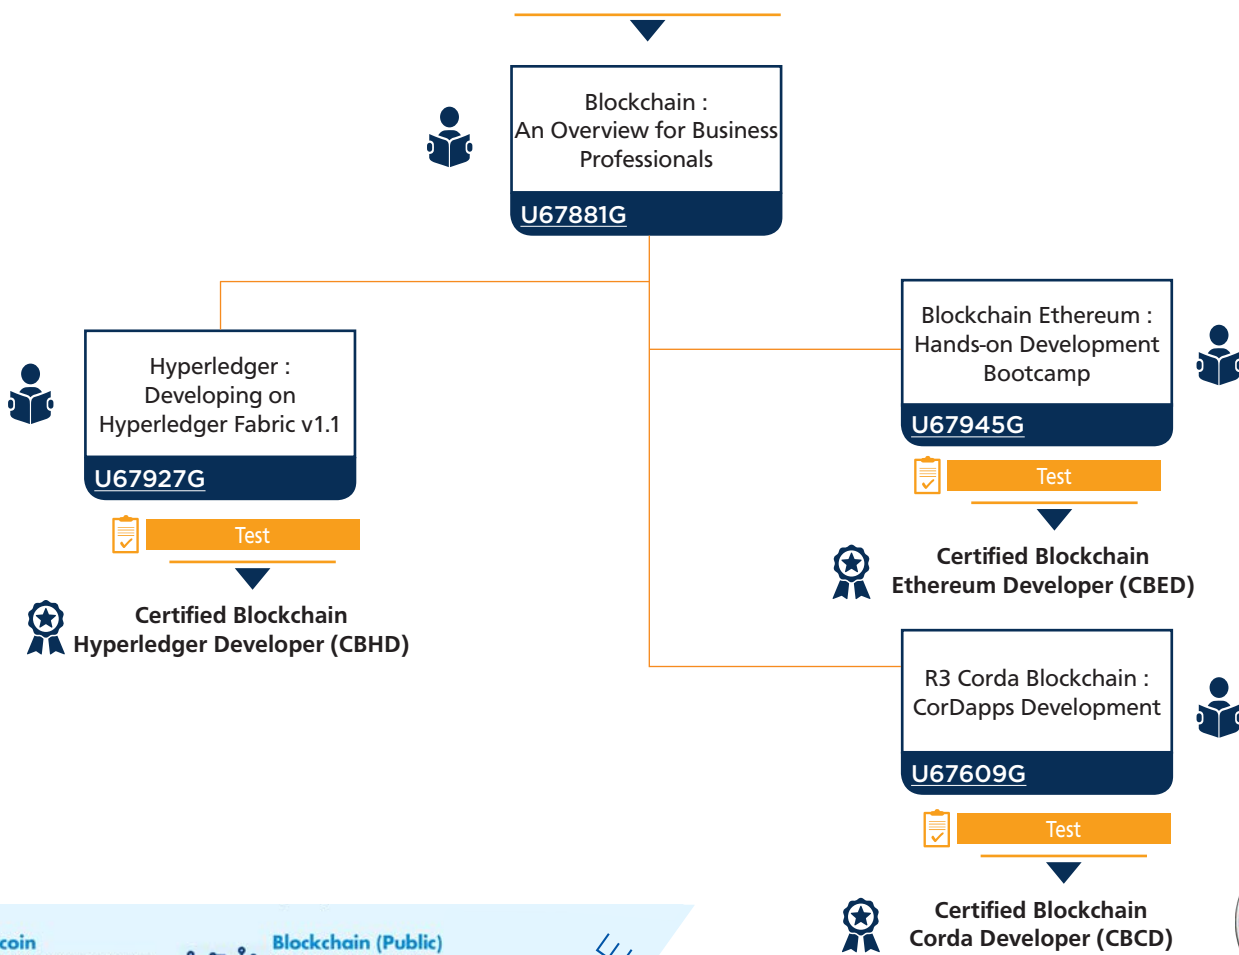 Blockchain :
An Overview for Business
Professionals
U67881G
Hyperledger :
Developing on
Hyperledger Fabric v1.1
U67927G
Test
Certified Blockchain
Hyperledger Developer (CBHD)
Blockchain Ethereum :
Hands-on Development
Bootcamp
U67945G
Test
Certified Blockchain
Ethereum Developer (CBED)
R3 Corda Blockchain :
CorDapps Development
U67609G
Test
Certified Blockchain
Corda Developer (CBCD)
coin
Blockchain (Public)